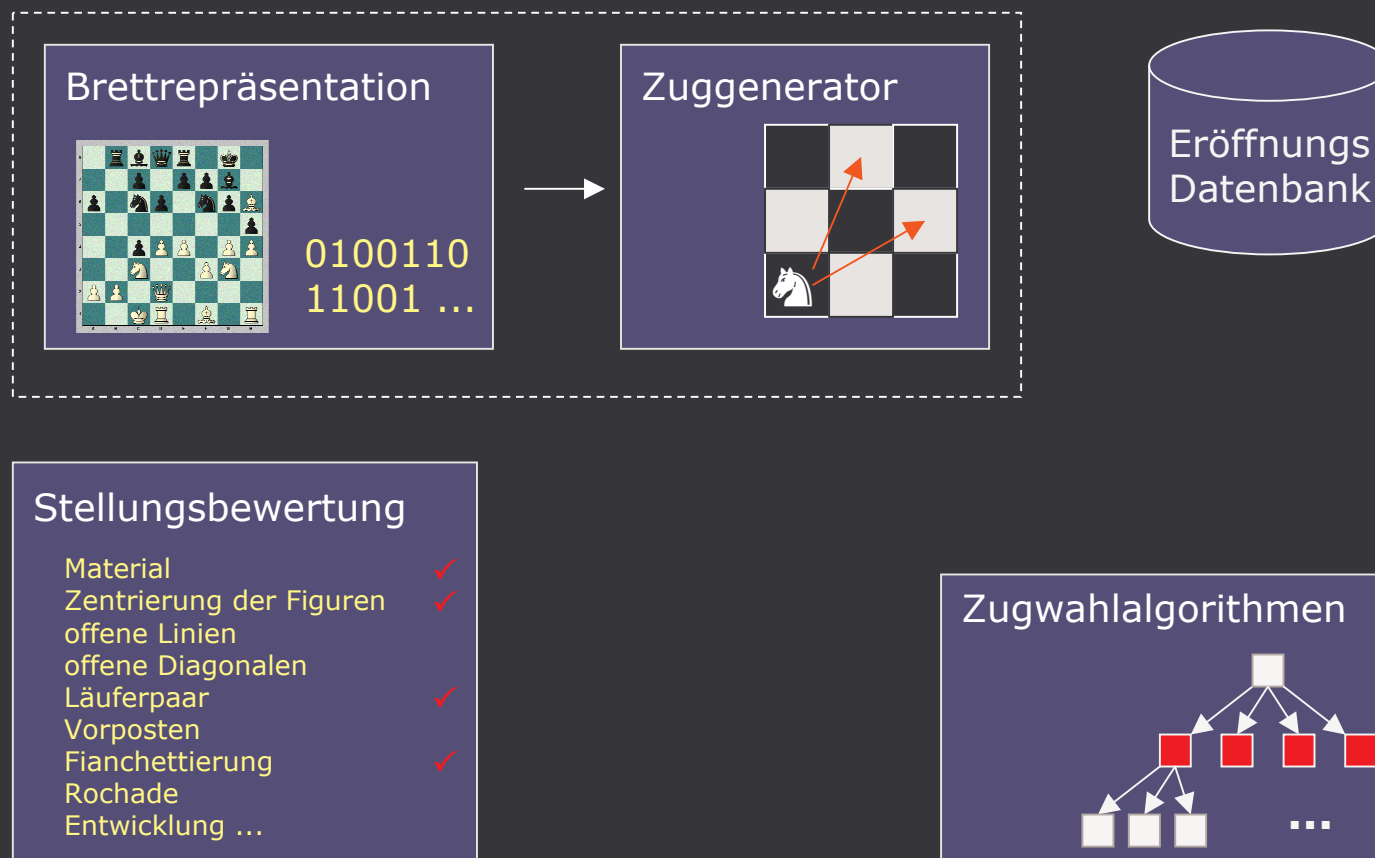 Brettrepräsentation
0100110
11001 ...
Zuggenerator
Eröffnungs
Datenbank
Stellungsbewertung
Material ✓
Zentrierung der Figuren ✓
offene Linien
offene Diagonalen
Läuferpaar ✓
Vorposten
Fianchettierung ✓
Rochade
Entwicklung ...
Zugwahlalgorithmen
...